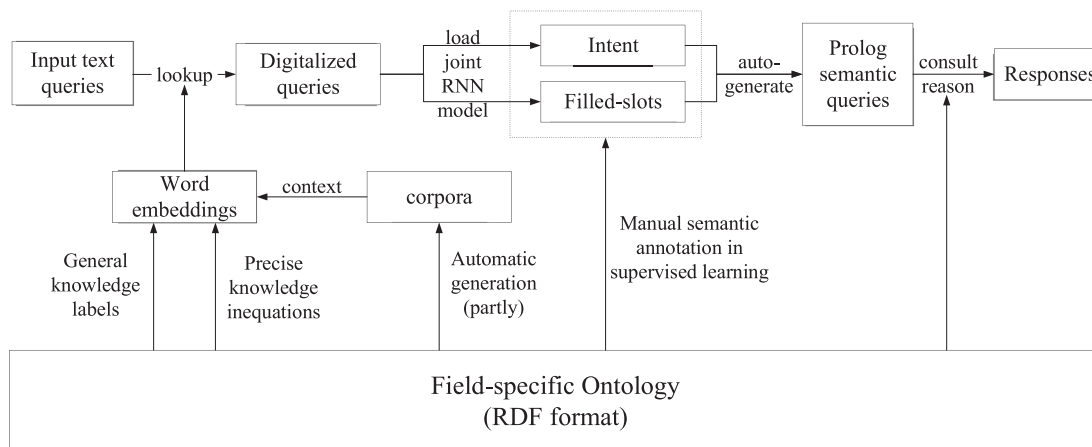 Input text
queries
lookup
Digitalized
queries
load
joint
RNN
model
Intent
Filled-slots
auto-
generate
Prolog
semantic
queries
consult
reason
Responses
Word
embeddings
context
corpora
General
knowledge
labels
Precise
knowledge
inequations
Automatic
generation
(partly)
Manual semantic
annotation in
supervised learning
Field-specific Ontology
(RDF format)